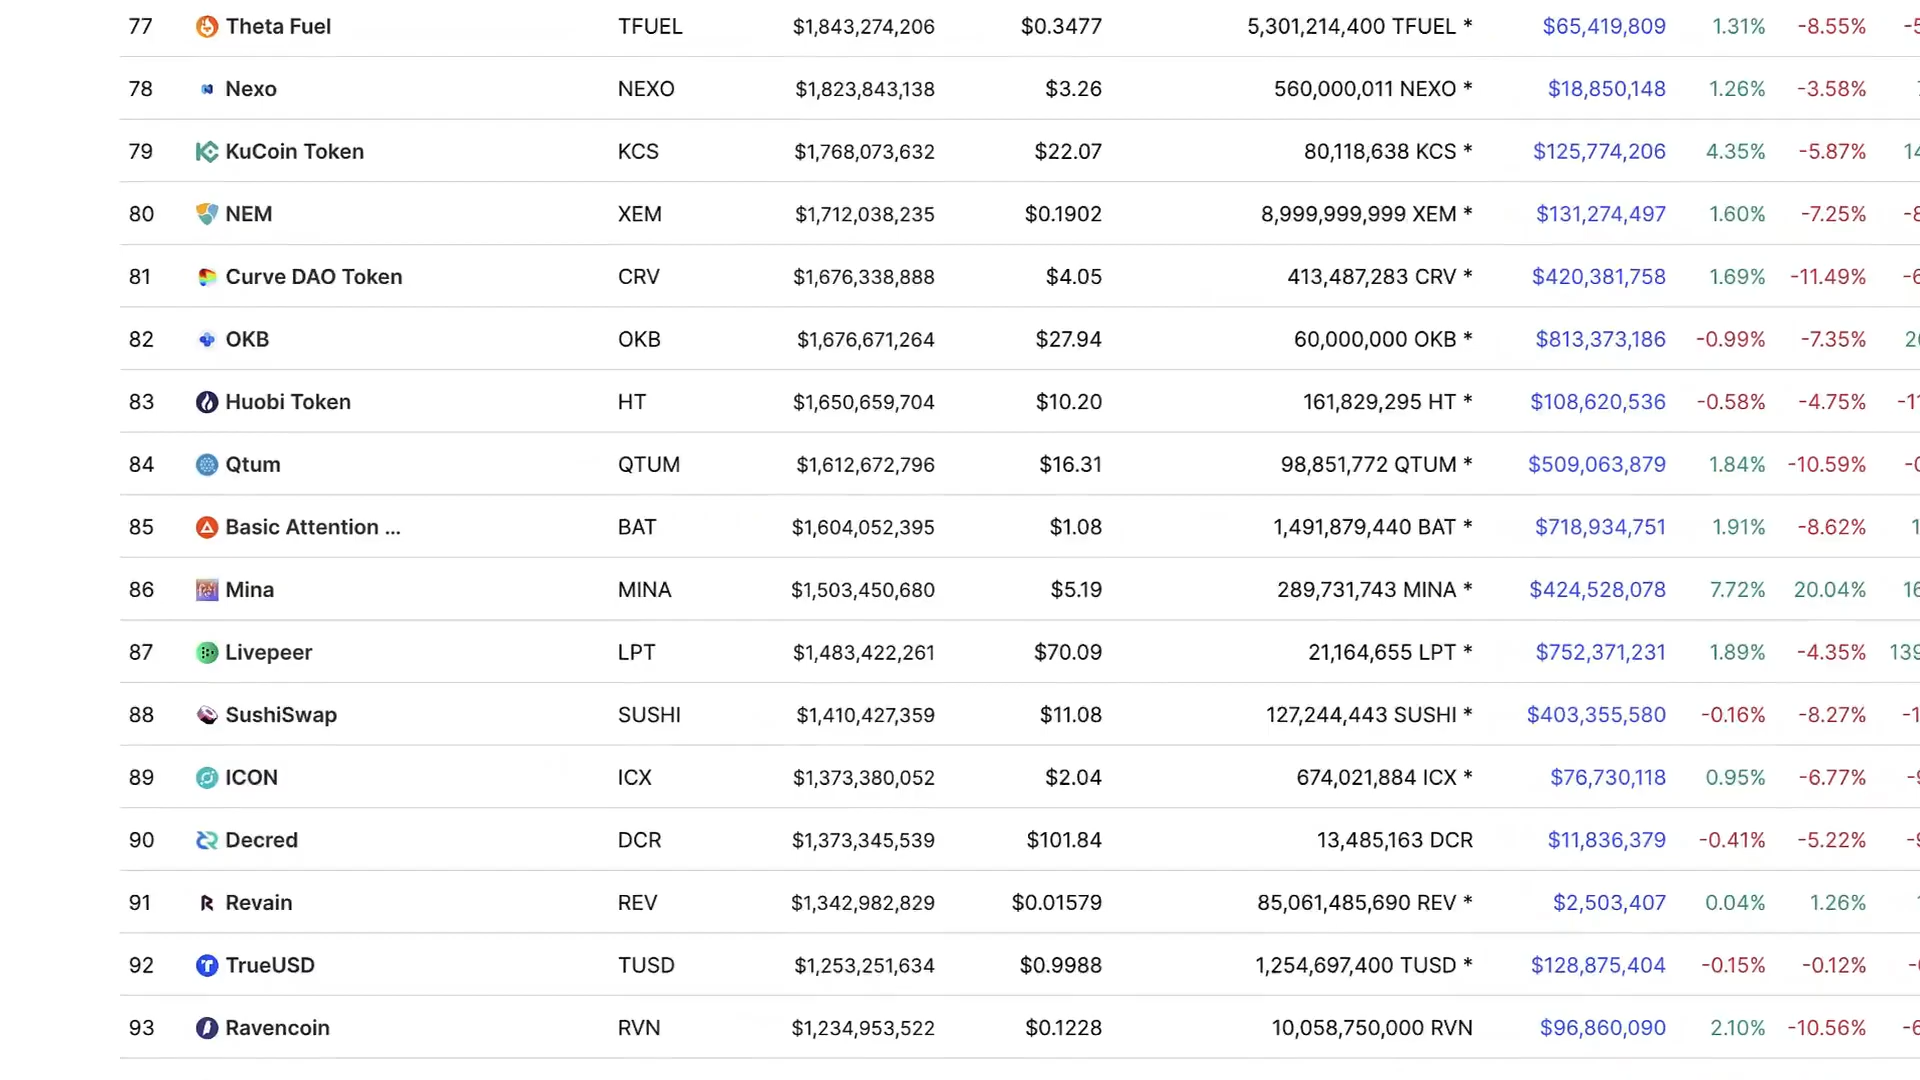 77 Theta Fuel TFUEL $1,843,274,206 $0.3477 5,301,214,400 TFUEL * $65,419,809 1.31% -8.55%
78 Nexo NEXO $1,823,843,138 $3.26 560,000,011 NEXO * $18,850,148 1.26% -3.58%
79 KuCoin Token KCS $1,768,073,632 $22.07 80,118,638 KCS * $125,774,206 4.35% -5.87% 14
80 NEM XEM $1,712,038,235 $0.1902 8,999,999,999 XEM * $131,274,497 1.60% -7.25%
81 Curve DAO Token CRV $1,676,338,888 $4.05 413,487,283 CRV * $420,381,758 1.69% -11.49%
82 OKB OKB $1,676,671,264 $27.94 60,000,000 OKB * $813,373,186 -0.99% -7.35%
83 Huobi Token HT $1,650,659,704 $10.20 161,829,295 HT * $108,620,536 -0.58% -4.75% -11
84 Qtum QTUM $1,612,672,796 $16.31 98,851,772 QTUM * $509,063,879 1.84% -10.59%
85 Basic Attention ... BAT $1,604,052,395 $1.08 1,491,879,440 BAT * $718,934,751 1.91% -8.62% 1
86 Mina MINA $1,503,450,680 $5.19 289,731,743 MINA * $424,528,078 7.72% 20.04% 16
87 Livepeer LPT $1,483,422,261 $70.09 21,164,655 LPT * $752,371,231 1.89% -4.35% 139
88 SushiSwap SUSHI $1,410,427,359 $11.08 127,244,443 SUSHI * $403,355,580 -0.16% -8.27% -1
89 ICON ICX $1,373,380,052 $2.04 674,021,884 ICX * $76,730,118 0.95% -6.77%
90 Decred DCR $1,373,345,539 $101.84 13,485,163 DCR $11,836,379 -0.41% -5.22%
91 Revain REV $1,342,982,829 $0.01579 85,061,485,690 REV * $2,503,407 0.04% 1.26%
92 TrueUSD TUSD $1,253,251,634 $0.9988 1,254,697,400 TUSD * $128,875,404 -0.15% -0.12%
93 Ravencoin RVN $1,234,953,522 $0.1228 10,058,750,000 RVN $96,860,090 2.10% -10.56%